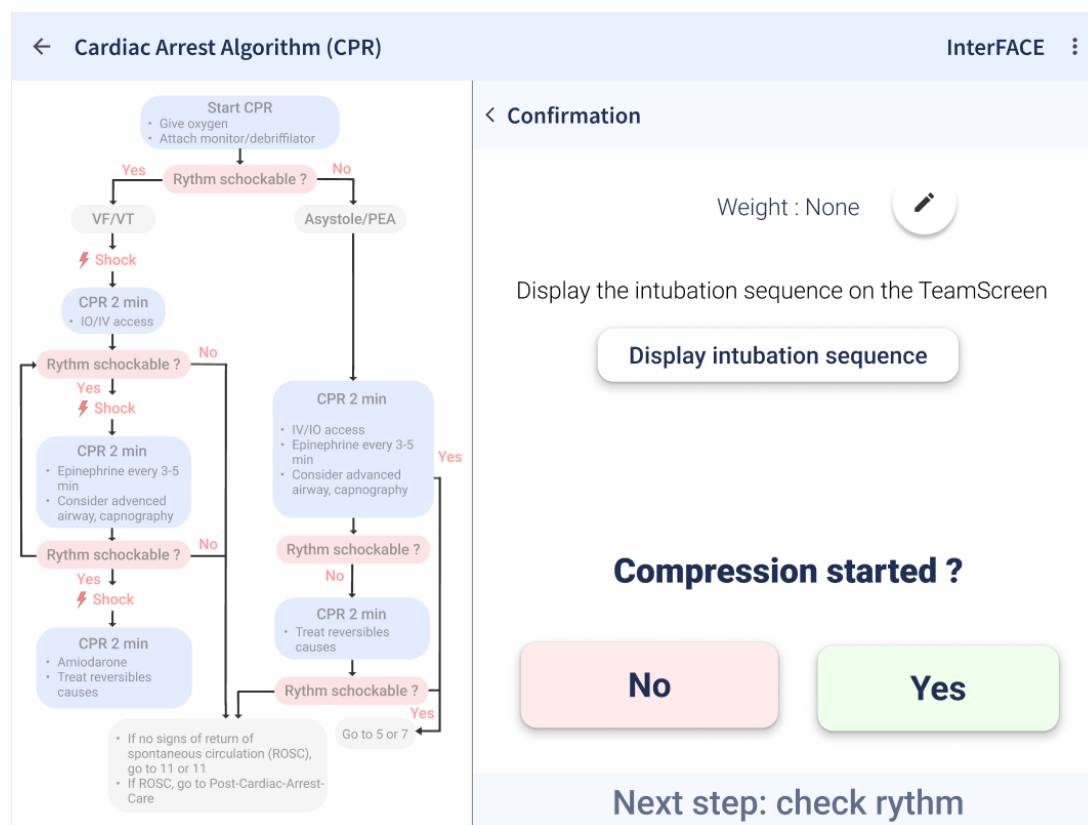 Cardiac Arrest Algorithm (CPR)
InterFACE
Start CPR
• Give oxygen
• Attach monitor/debriffilator
Yes
No
Rythm schockable ?
VF/VT
Asystole/PEA
Shock
CPR 2 min
• IO/IV access
Rythm schockable ?
No
Yes
Shock
CPR 2 min
• Epinephrine every 3-5
min
• Consider advenced
airway, capnography
Rythm schockable ?
No
Yes
Shock
CPR 2 min
• Amiodarone
• Treat reversibles
causes
CPR 2 min
• IV/IO access
• Epinephrine every 3-5
min
• Consider advanced
airway, capnography
Yes
Rythm schockable ?
No
CPR 2 min
• Treat reversibles
causes
Rythm schockable ?
Yes
Go to 5 or 7
• If no signs of return of
spontaneous circulation (ROSC),
go to 11 or 11
• If ROSC, go to Post-Cardiac-Arrest-
Care
Confirmation
Weight : None
Display the intubation sequence on the TeamScreen
Display intubation sequence
Compression started ?
No
Yes
Next step: check rythm